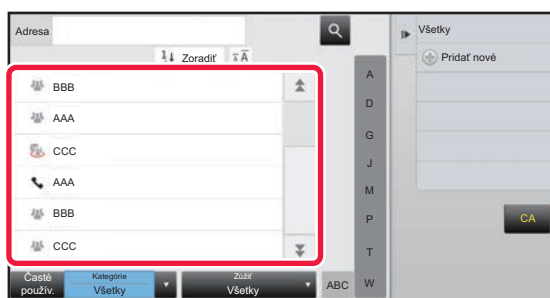 Adresa
Všetky
Zoradiť
Pridať nové
BBB
AAA
CCC
AAA
BBB
CCC
A
D
G
J
M
P
T
W
CA
Časté použív.
Kategórie
Všetky
Zúžiť
Všetky
ABC